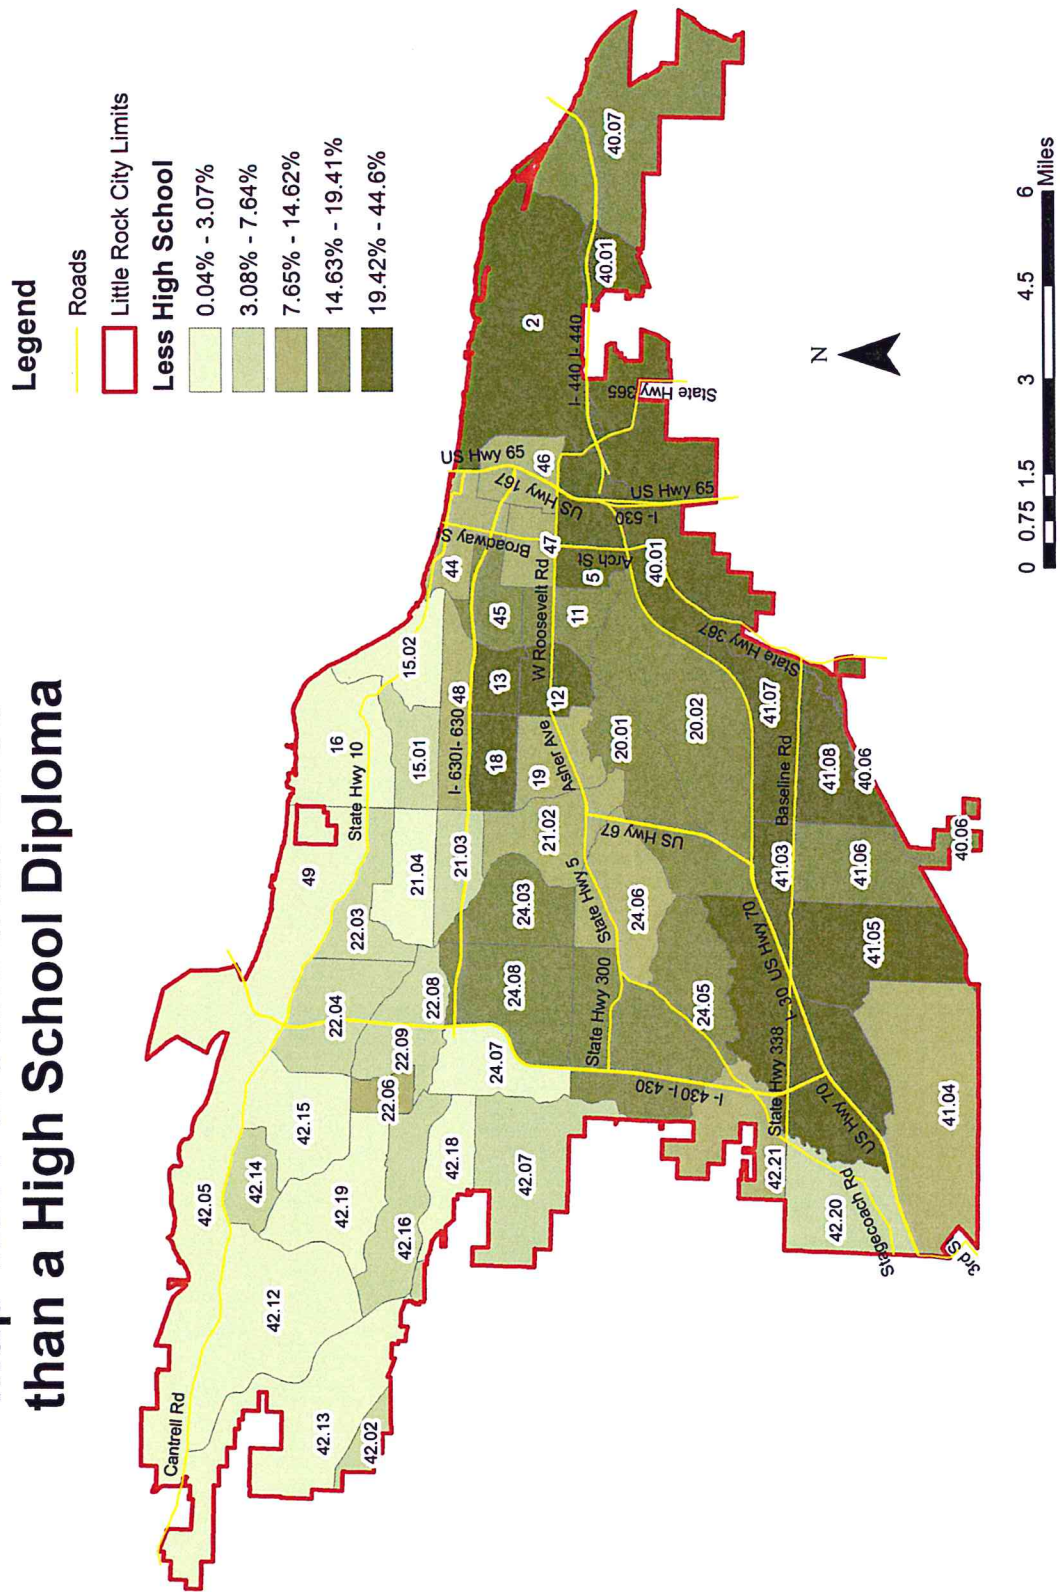 than a High School Diploma
Legend
Roads
Little Rock City Limits
Less High School
0.04% - 3.07%
3.08% - 7.64%
7.65% - 14.62%
14.63% - 19.41%
19.42% - 44.6%
Cantrell Rd
42.05
42.13
42.02
42.12
42.14
42.15
42.19
42.16
42.18
42.07
22.06
22.09
22.04
22.03
22.08
49
16
State Hwy 10
21.04
21.03
15.01
15.02
24.07
24.08
24.03
I- 630 I- 630
48
18
13
45
44
Broadway St
US Hwy 65
US Hwy 167
46
47
W Roosevelt Rd
12
11
5
Arch St
I- 530
US Hwy 65
2
I- 440 I- 440
State Hwy
365
40.01
40.07
21.02
19
Asher Ave
State Hwy 5
State Hwy 300
24.06
US Hwy 67
20.01
20.02
40.01
State Hwy 367
I- 430 I- 430
24.05
State Hwy 338
I- 30 US Hwy 70
US Hwy 70
42.21
42.20
Stagecoach Rd
3rd S
41.04
41.03
Baseline Rd
41.07
41.08
40.06
41.06
41.05
40.06
N
0 0.75 1.5 3 4.5 6
Miles